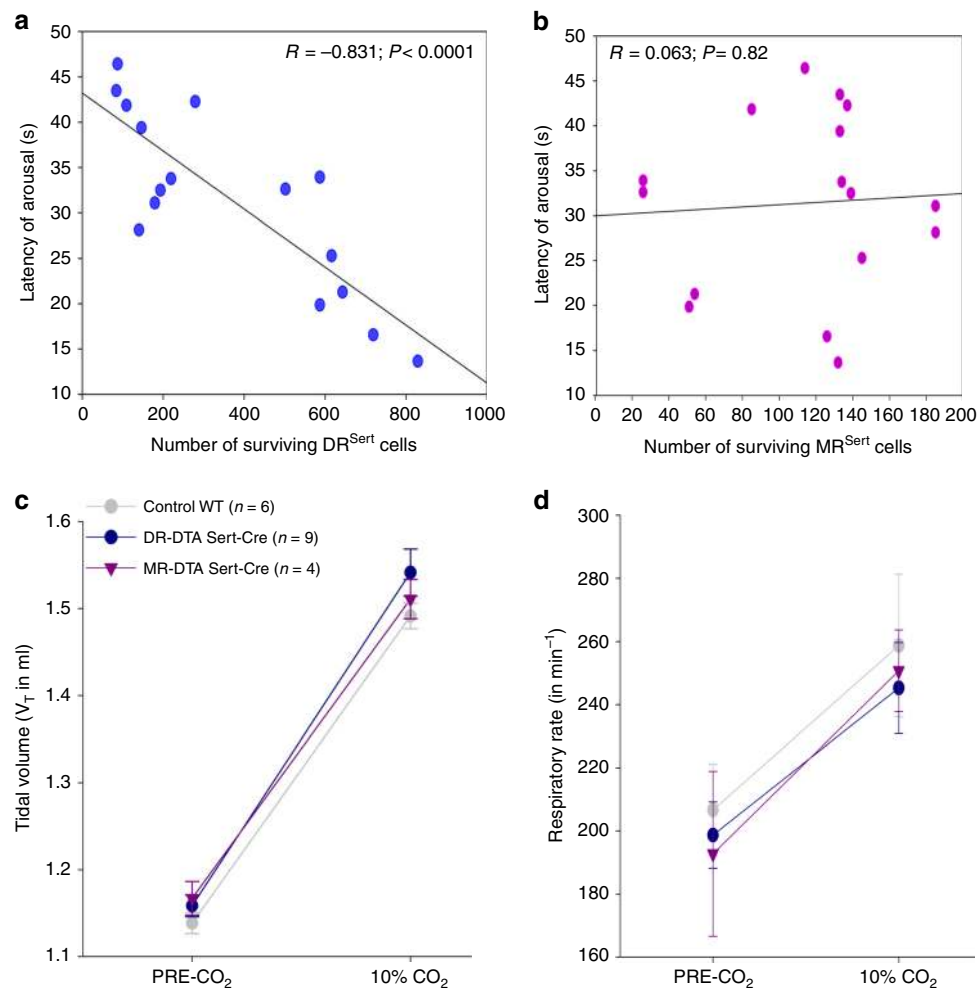 a
R = –0.831; P< 0.0001
50
45
40
35
30
25
20
15
10
Latency of arousal (s)
0
200
400
600
800
1000
Number of surviving DR^Sert cells
b
R = 0.063; P= 0.82
50
45
40
35
30
25
20
15
10
Latency of arousal (s)
0
40
60
80
100
120
140
160
180
200
Number of surviving MR^Sert cells
c
Control WT (n = 6)
DR-DTA Sert-Cre (n = 9)
MR-DTA Sert-Cre (n = 4)
1.6
1.5
1.4
1.3
1.2
1.1
Tidal volume (V_T in ml)
PRE-CO₂
10% CO₂
d
300
280
260
240
220
200
180
160
Respiratory rate (in min⁻¹)
PRE-CO₂
10% CO₂